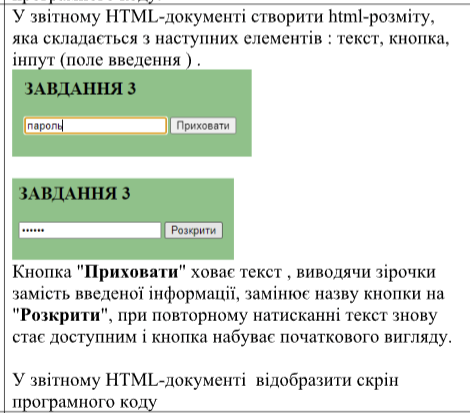 У звітному HTML-документі створити html-розміту,
яка складається з наступних елементів : текст, кнопка,
інпут (поле введення ) .
ЗАВДАННЯ 3
пароль Приховати
ЗАВДАННЯ 3
•••••• Розкрити
Кнопка "Приховати" ховає текст , виводячи зірочки
замість введеної інформації, замінює назву кнопки на
"Розкрити", при повторному натисканні текст знову
стає доступним і кнопка набуває початкового вигляду.
У звітному HTML-документі відобразити скрін
програмного коду